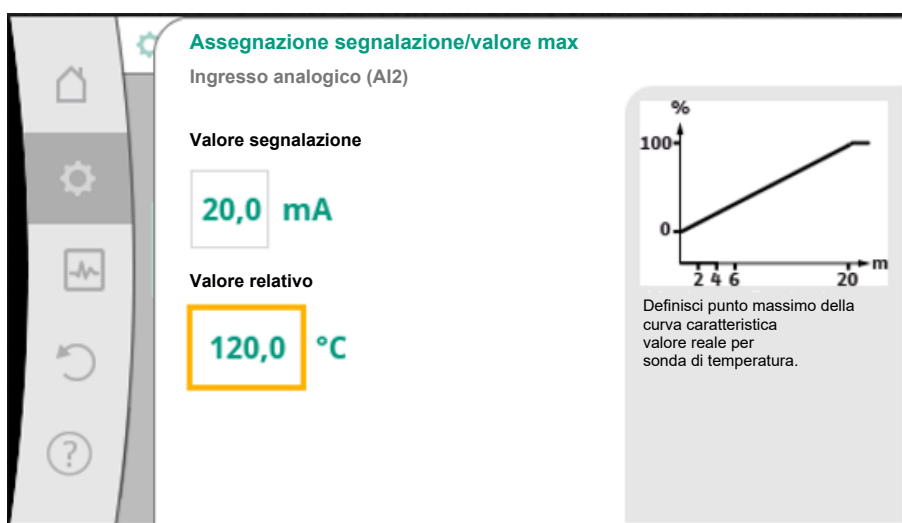 Assegnazione segnalazione/valore max
Ingresso analogico (AI2)
Valore segnalazione
20,0 mA
Valore relativo
120,0 °C
%
100
0
2 4 6 20
m
Definisci punto massimo della
curva caratteristica
valore reale per
sonda di temperatura.
?